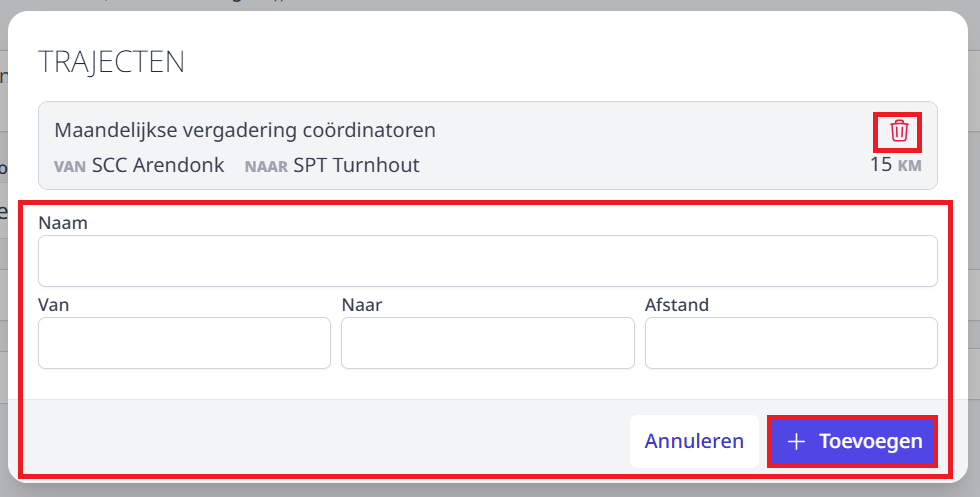 TRAJECTEN
Maandelijkse vergadering coördinatoren
VAN SCC Arendonk NAAR SPT Turnhout 15 KM
Naam
Van Naar Afstand
Annuleren + Toevoegen